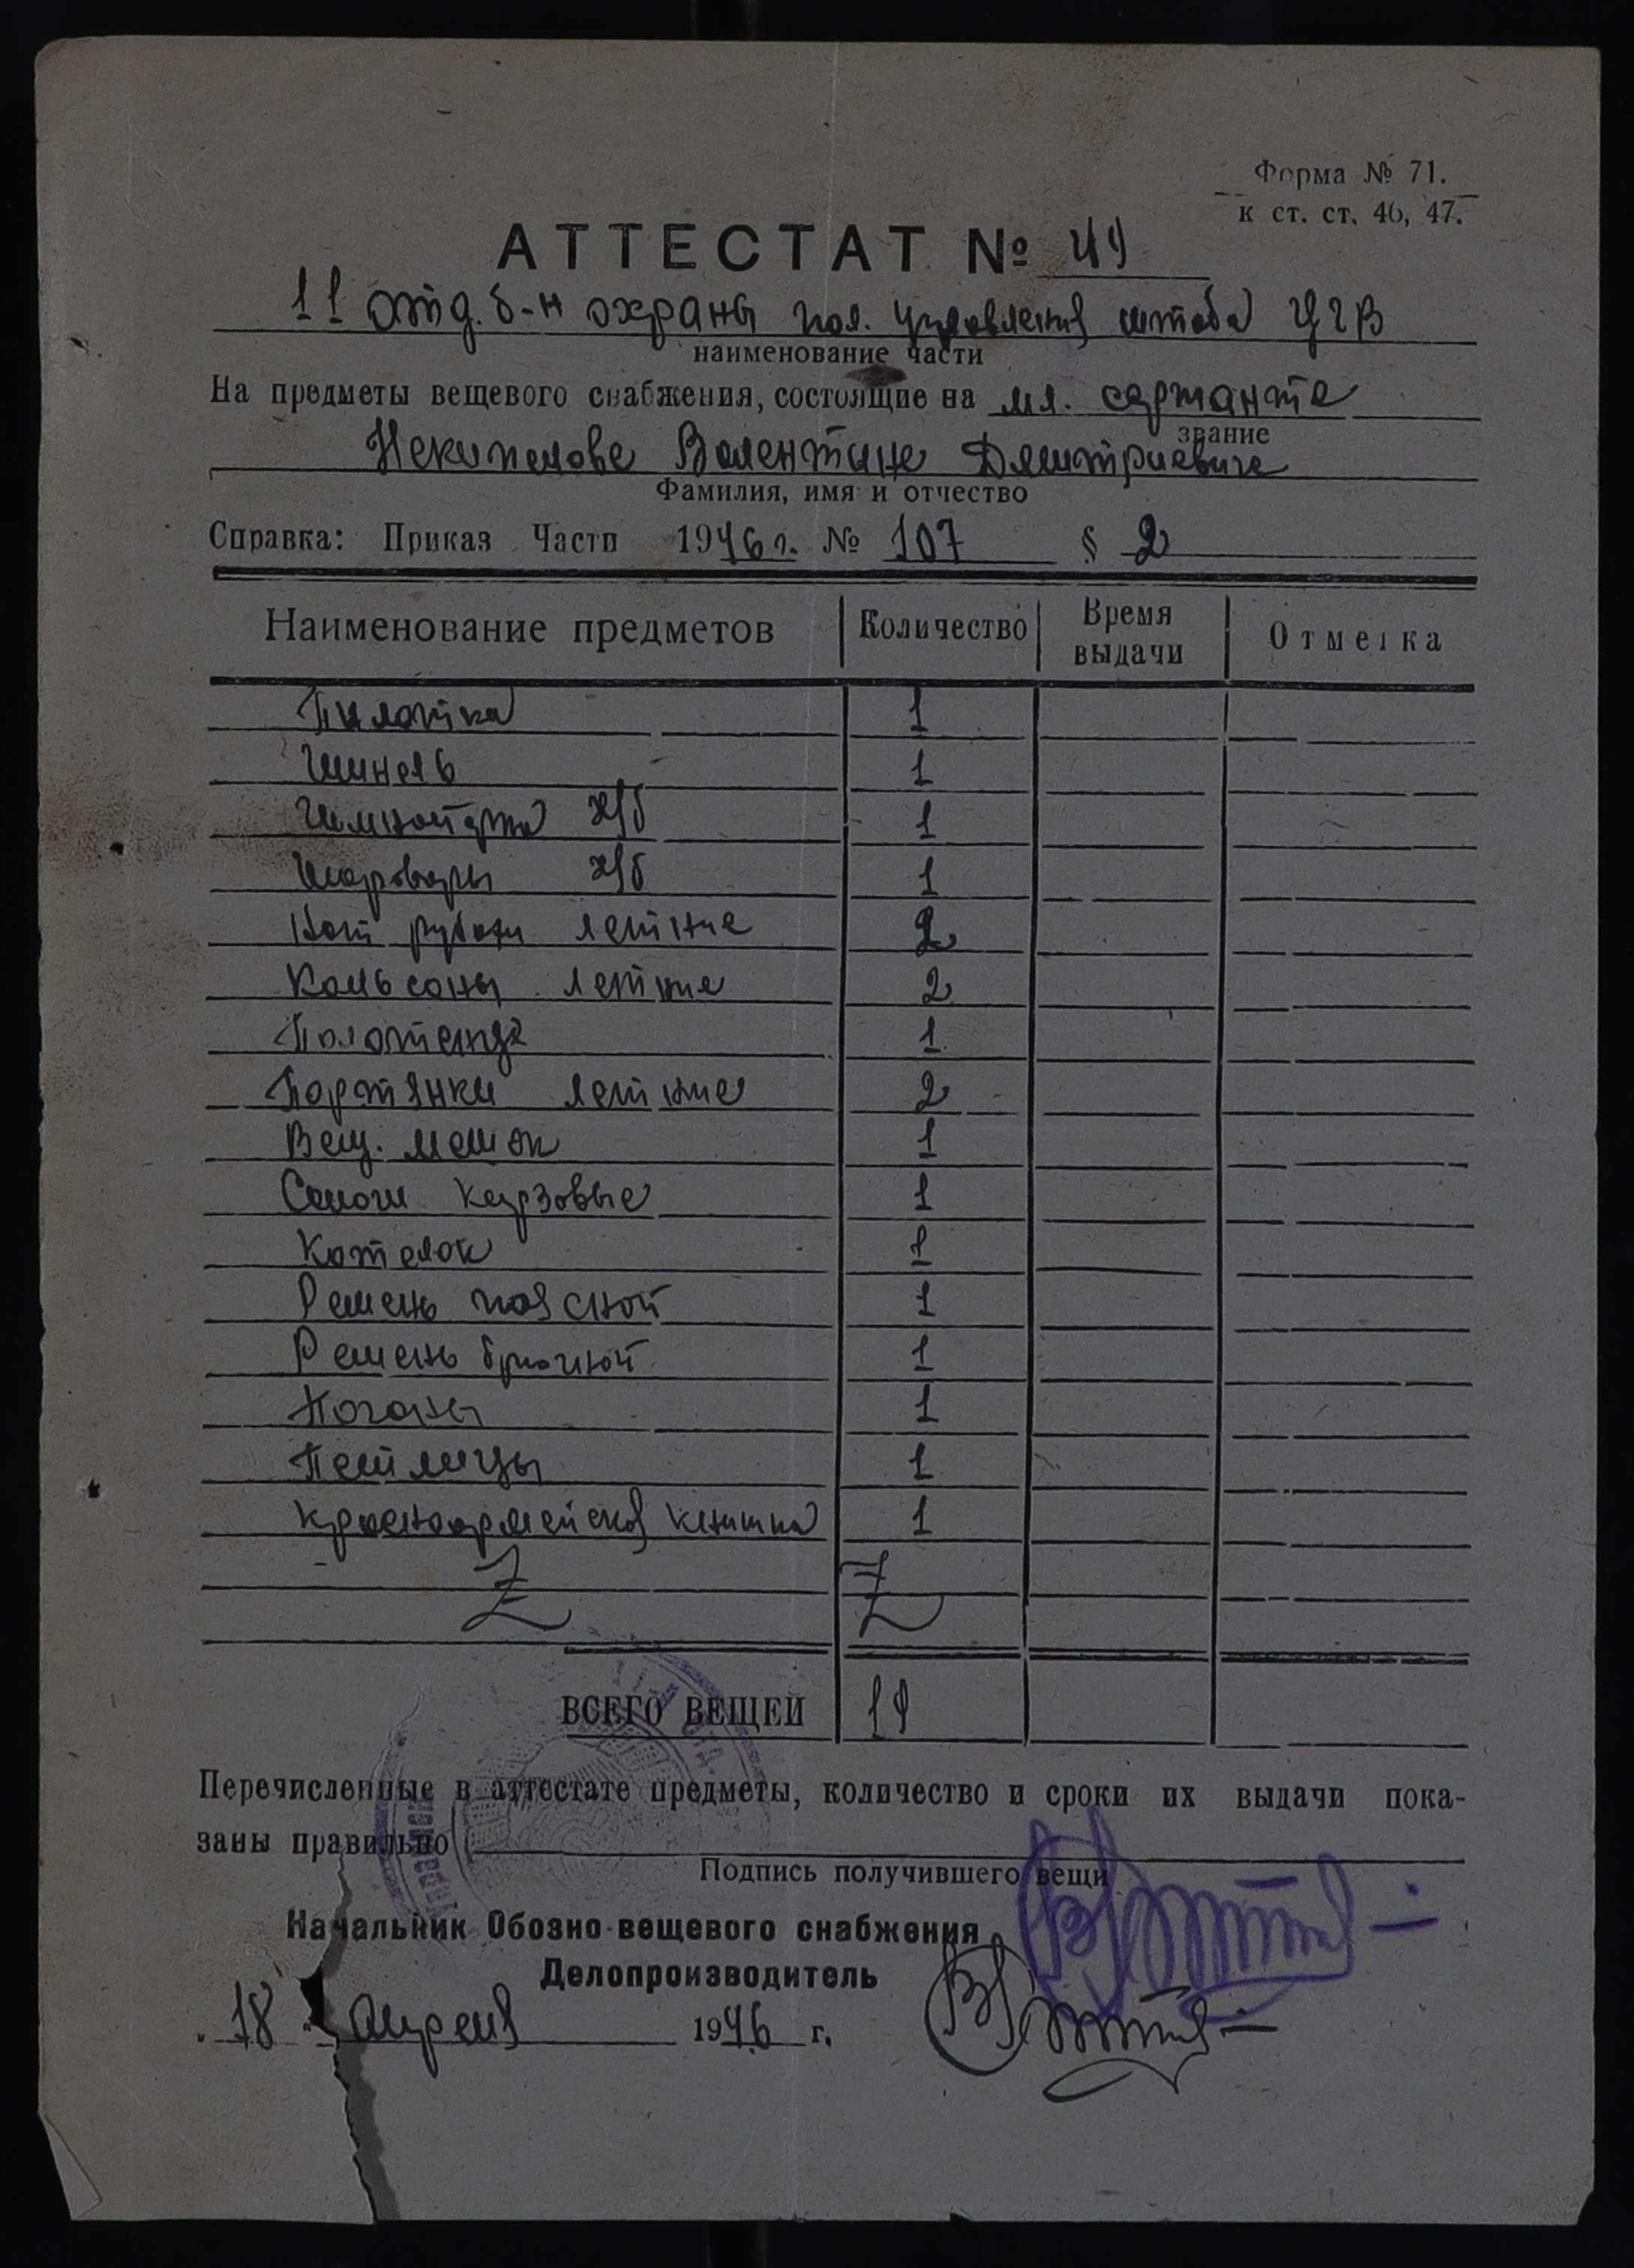 Форма № 71.
к ст. ст. 46, 47.
АТТЕСТАТ № 49
11 отд. б-н охраны пол. управления штаба ЦГВ
наименование части
На предметы вещевого снабжения, состоящие на мл. сержанта
звание
Некипелова Валентина Дмитриевича
Фамилия, имя и отчество
Справка: Приказ Части 1946 г. № 107 § 2
Наименование предметов Количество Время выдачи Отметка
Пилотка 1
Шинель 1
Гимнастерка х/б 1
Шаровары х/б 1
Нат рубахи летние 2
Кальсоны летние 2
Полотенце 1
Портянки летние 2
Вещ. мешок 1
Сапоги кирзовые 1
Котелок 1
Ремень поясной 1
Ремень брючной 1
Погоны 1
Петлицы 1
Красноармейская книжка 1
Z Z
ВСЕГО ВЕЩЕЙ 19
Перечисленные в аттестате предметы, количество и сроки их выдачи пока-
заны правильно
Подпись получившего вещи
Начальник Обозно-вещевого снабжения
Делопроизводитель
„18“ Апреля 1946 г.